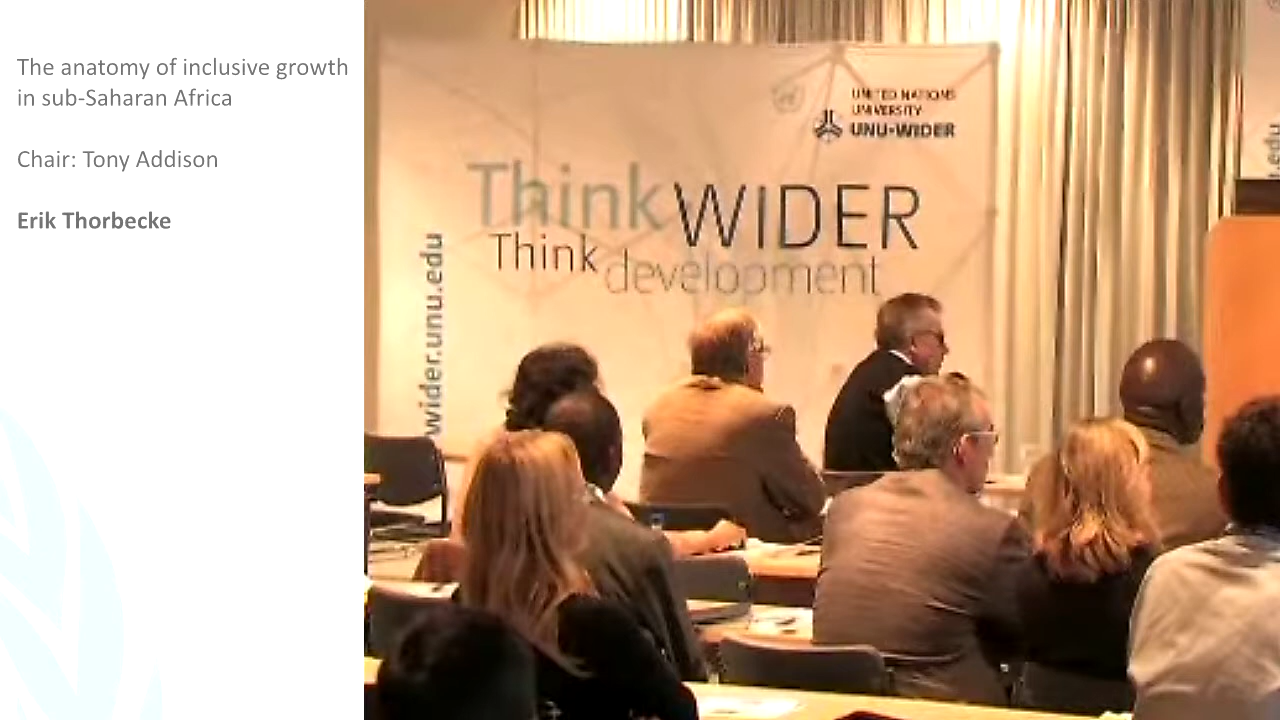 The anatomy of inclusive growth
in sub-Saharan Africa
Chair: Tony Addison
Erik Thorbecke
UNITED NATIONS
UNIVERSITY
UNU-WIDER
Think WIDER
Think development
wider.unu.edu
.edu